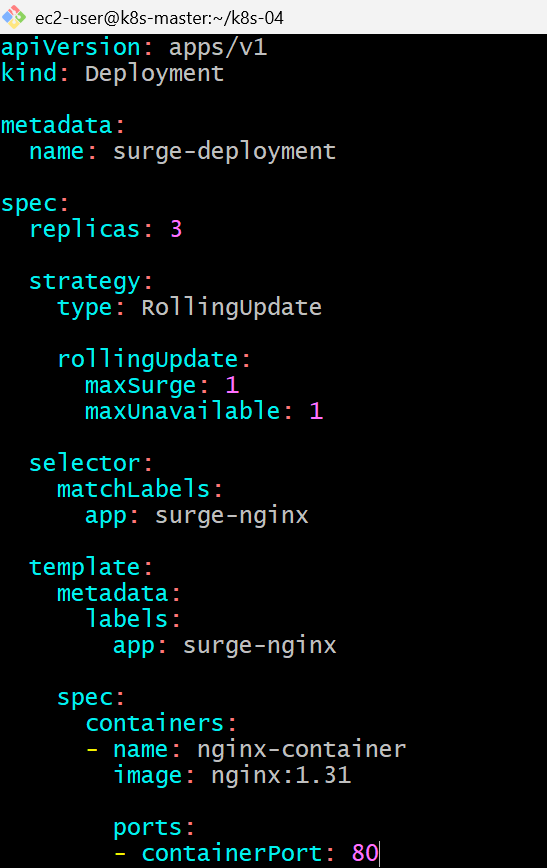 ec2-user@k8s-master:~/k8s-04
apiVersion: apps/v1
kind: Deployment

metadata:
  name: surge-deployment

spec:
  replicas: 3

  strategy:
    type: RollingUpdate

    rollingUpdate:
      maxSurge: 1
      maxUnavailable: 1

  selector:
    matchLabels:
      app: surge-nginx

  template:
    metadata:
      labels:
        app: surge-nginx

    spec:
      containers:
      - name: nginx-container
        image: nginx:1.31

        ports:
        - containerPort: 80